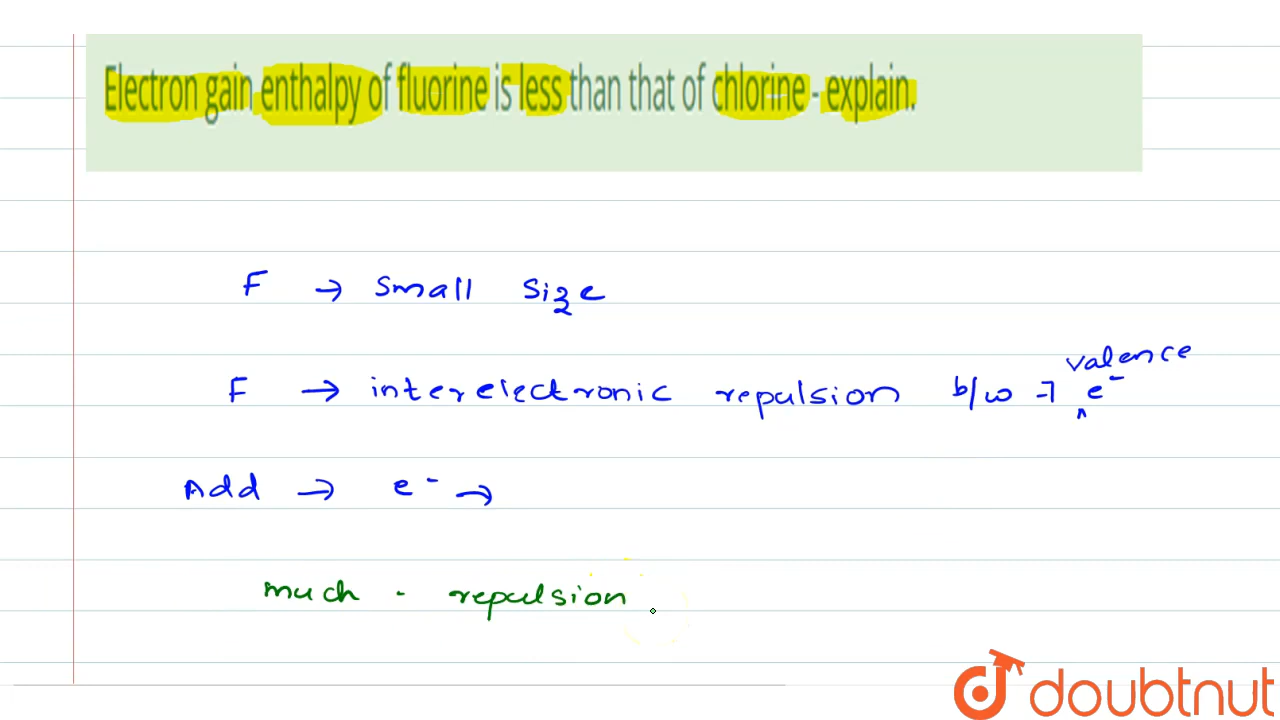 Electron gain enthalpy of fluorine is less than that of chlorine - explain.
F → Small Size
valence
F → interelectronic repulsion b/w → 7 e⁻
^
Add → e⁻ →
much - repulsion
doubtnut